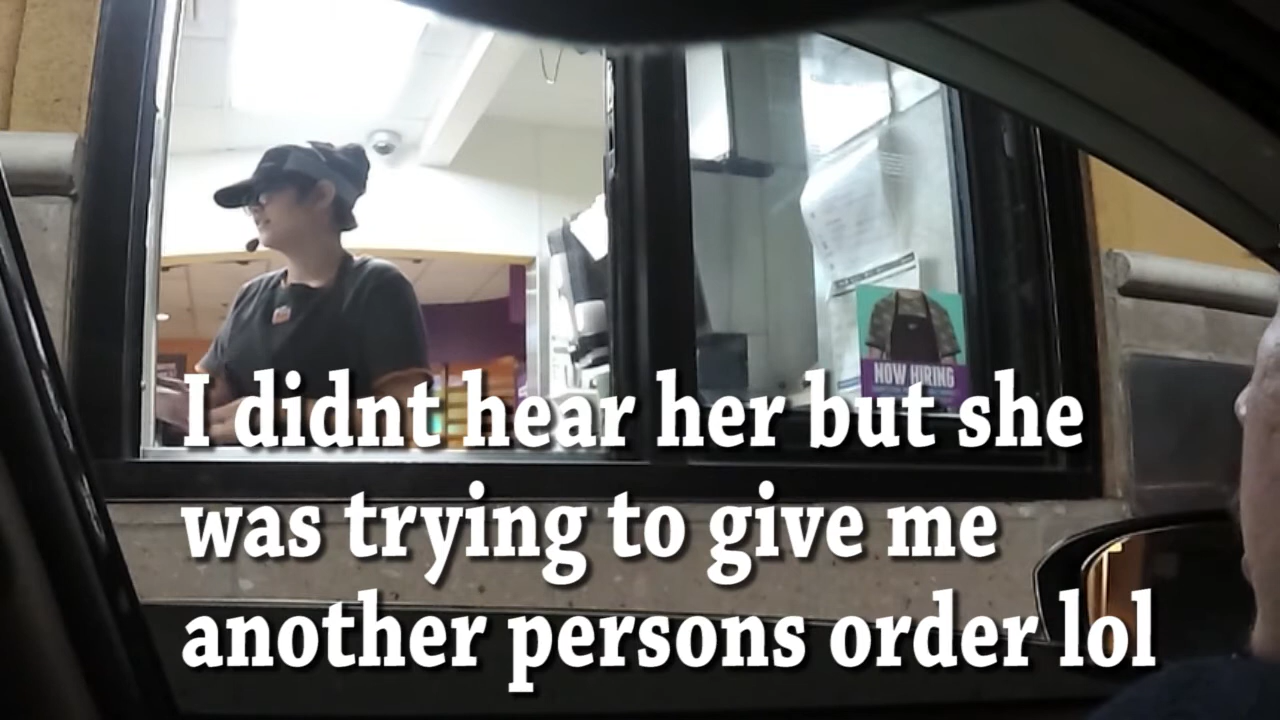 NOW HIRING
I didnt hear her but she
was trying to give me
another persons order lol